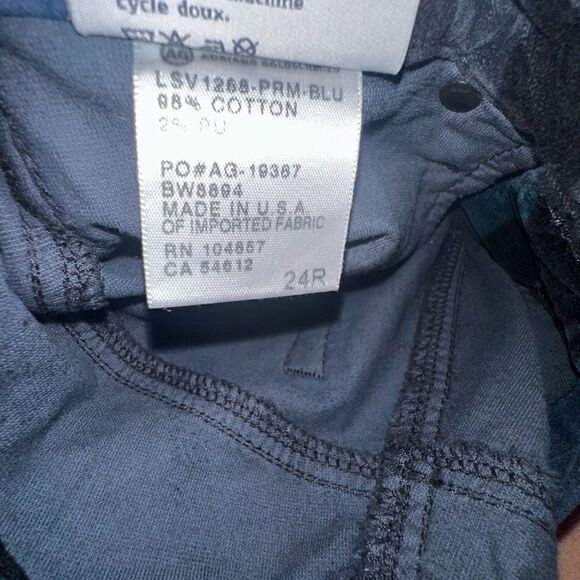 cycle doux.
ADRIANO GOLDSCHMIED
LSV1268-PRM-BLU
98% COTTON
2% PU
PO#AG-19367
BW8894
MADE IN U.S.A
OF IMPORTED FABRIC
RN 104857
CA 54612
24R